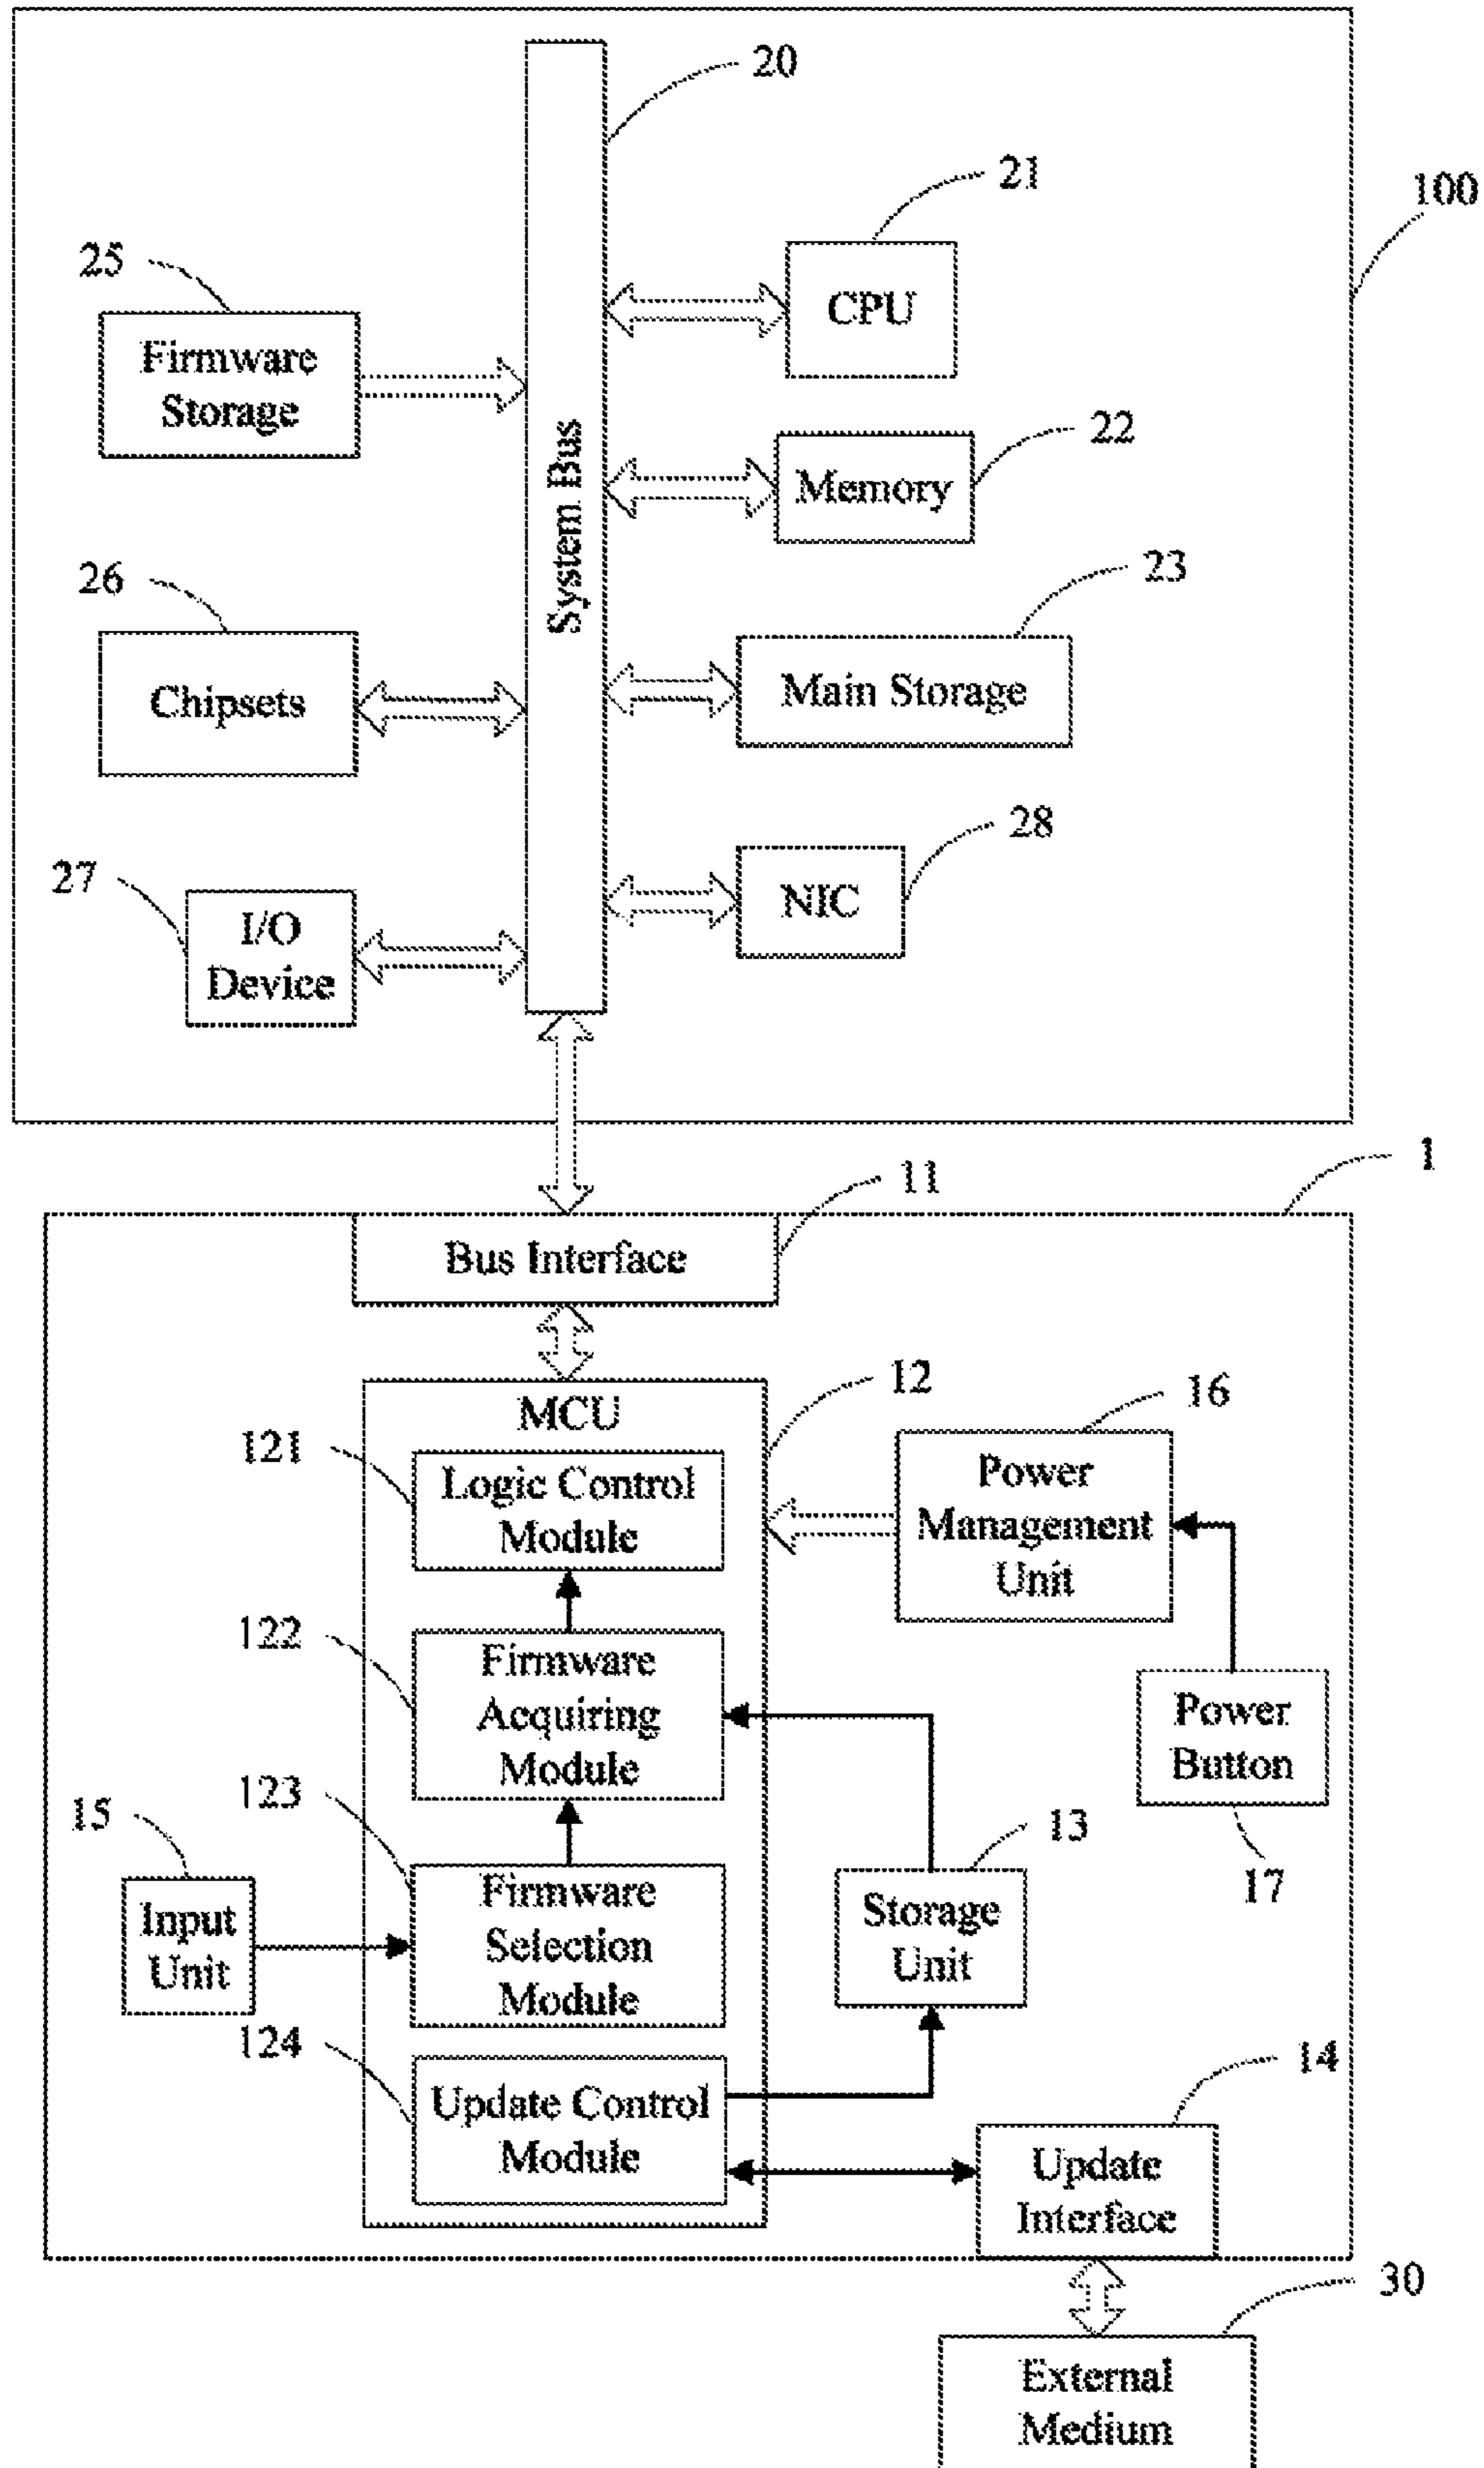 20
21
100
25
CPU
Firmware
Storage
22
Memory
System Bus
23
26
Main Storage
Chipsets
28
27
NIC
I/O
Device
1
11
Bus Interface
12
16
MCU
121
Logic Control
Module
Power
Management
Unit
122
Firmware
Acquiring
Module
Power
Button
123
15
13
17
Firmware
Selection
Module
Input
Unit
Storage
Unit
124
14
Update Control
Module
Update
Interface
30
External
Medium